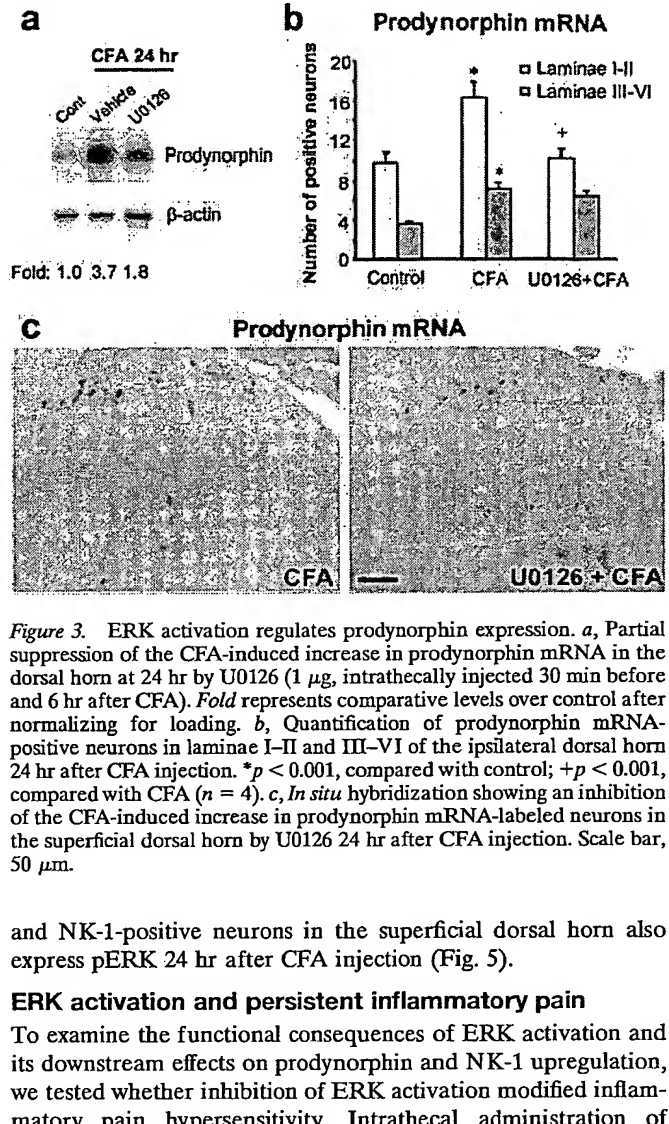 a
CFA 24 hr
Cont Vehicle U0126
Prodynorphin
β-actin
Fold: 1.0 3.7 1.8
b
Prodynorphin mRNA
Number of positive neurons
20
16
12
8
4
0
* * +
Laminae I-II
Laminae III-VI
Control CFA U0126+CFA
c
Prodynorphin mRNA
CFA
U0126 + CFA
Figure 3. ERK activation regulates prodynorphin expression. a, Partial
suppression of the CFA-induced increase in prodynorphin mRNA in the
dorsal horn at 24 hr by U0126 (1 μg, intrathecally injected 30 min before
and 6 hr after CFA). Fold represents comparative levels over control after
normalizing for loading. b, Quantification of prodynorphin mRNA-
positive neurons in laminae I–II and III–VI of the ipsilateral dorsal horn
24 hr after CFA injection. *p < 0.001, compared with control; +p < 0.001,
compared with CFA (n = 4). c, In situ hybridization showing an inhibition
of the CFA-induced increase in prodynorphin mRNA-labeled neurons in
the superficial dorsal horn by U0126 24 hr after CFA injection. Scale bar,
50 μm.
and NK-1-positive neurons in the superficial dorsal horn also
express pERK 24 hr after CFA injection (Fig. 5).
ERK activation and persistent inflammatory pain
To examine the functional consequences of ERK activation and
its downstream effects on prodynorphin and NK-1 upregulation,
we tested whether inhibition of ERK activation modified inflam-
matory pain hypersensitivity. Intrathecal administration of